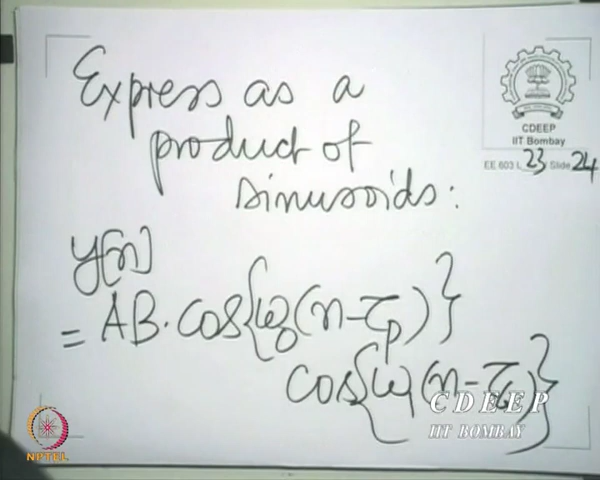 Express as a
product of
sinusoids:
y[n]
= AB.cos{ω₀(n-τp)}
cos{ω₁(n-τ
CDEEP
IIT Bombay
EE 603 L 23 Slide 24
CDEEP
IIT BOMBAY
NPTEL